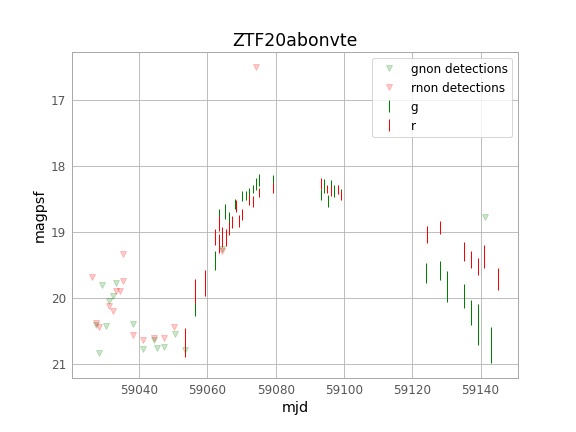 ZTF20abonvte
17
18
19
20
21
magpsf
gnon detections
rnon detections
g
r
59040
59060
59080
59100
59120
59140
mjd